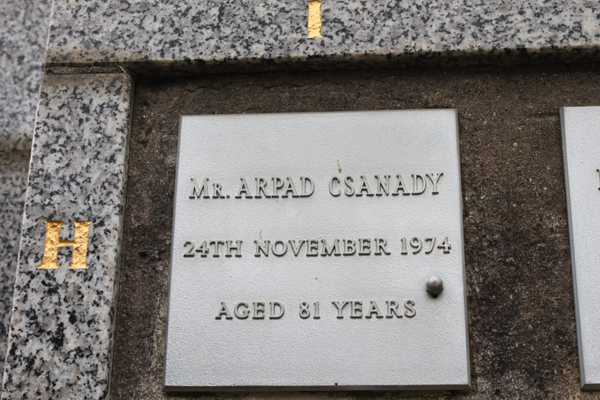 I
H
Mr. ARPAD CSANADY
24TH NOVEMBER 1974
AGED 81 YEARS